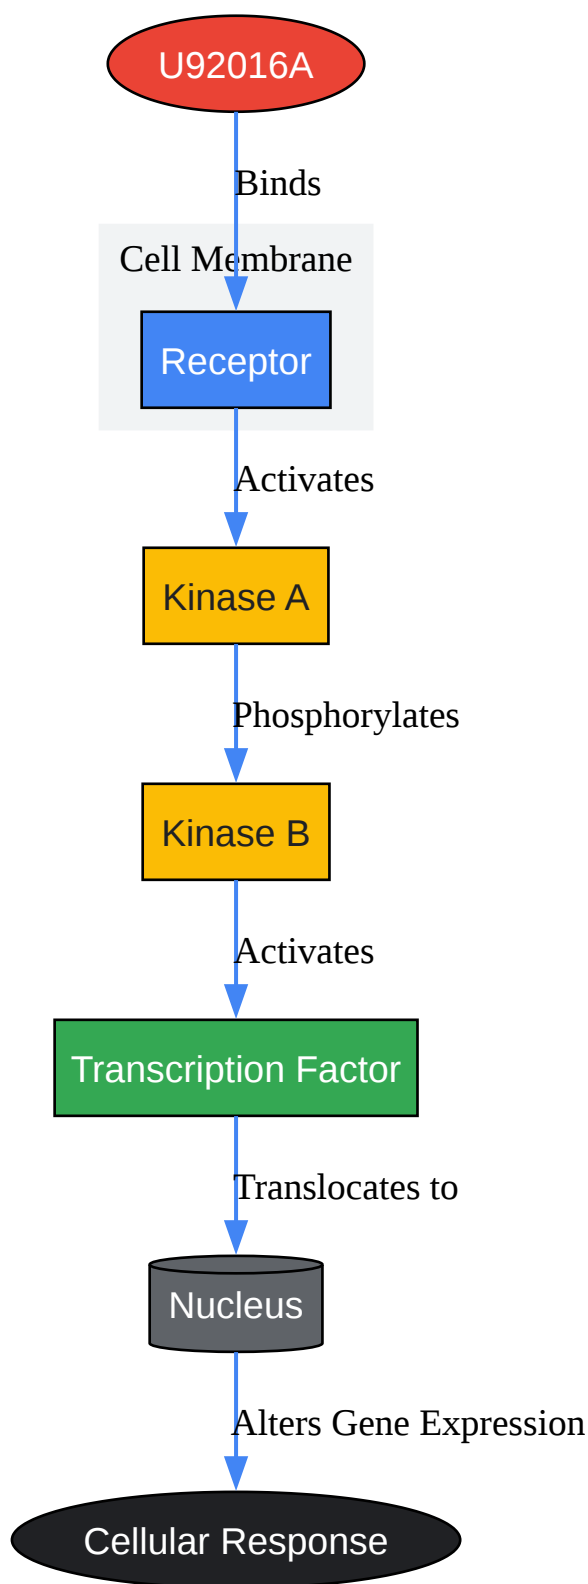 U92016A
Binds
Cell Membrane
Receptor
Activates
Kinase A
Phosphorylates
Kinase B
Activates
Transcription Factor
Translocates to
Nucleus
Alters Gene Expression
Cellular Response